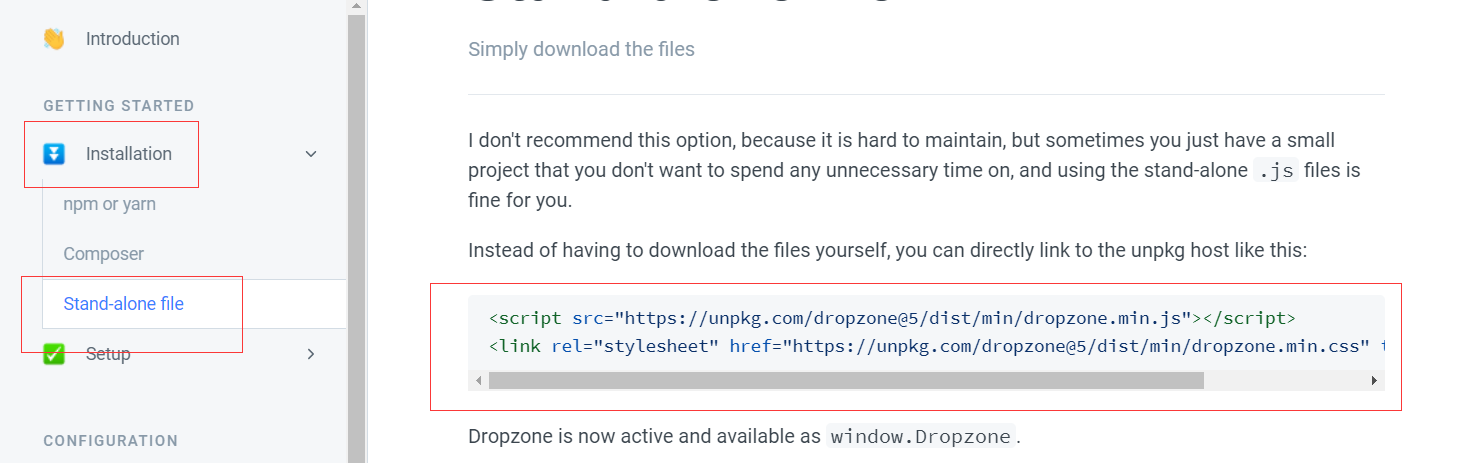 Introduction
GETTING STARTED
Installation
npm or yarn
Composer
Stand-alone file
Setup
CONFIGURATION
Simply download the files
I don't recommend this option, because it is hard to maintain, but sometimes you just have a small
project that you don't want to spend any unnecessary time on, and using the stand-alone .js files is
fine for you.
Instead of having to download the files yourself, you can directly link to the unpkg host like this:
<script src="https://unpkg.com/dropzone@5/dist/min/dropzone.min.js"></script>
<link rel="stylesheet" href="https://unpkg.com/dropzone@5/dist/min/dropzone.min.css"
Dropzone is now active and available as window.Dropzone.